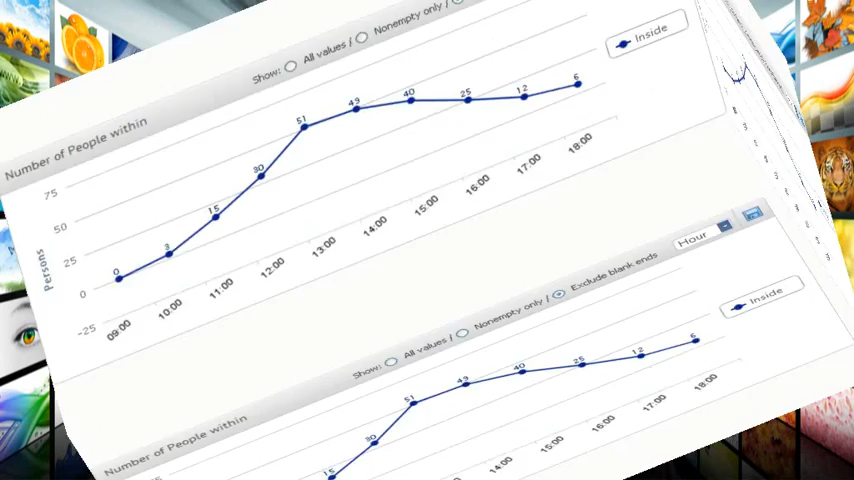 Show: All values / Nonempty only /
Inside
Number of People within
51 49 40 25 12 6
30
15
3
0
75
50
25
0
-25
Persons
09:00 10:00 11:00 12:00 13:00 14:00 15:00 16:00 17:00 18:00
Hour
Show: All values / Nonempty only / Exclude blank ends
Inside
Number of People within
51 49 40 25 12 6
30
15
14:00 15:00 16:00 17:00 18:00